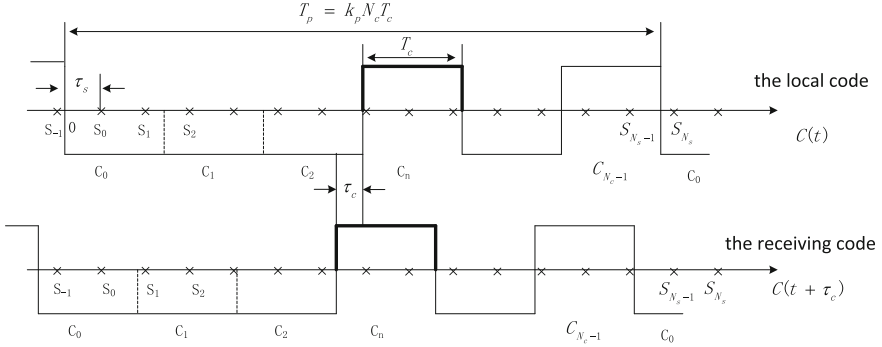 T_p = k_p N_c T_c
T_c
τ_s
the local code
S_-1 0 S_0 S_1 S_2 S_{N_s-1} S_{N_s} C(t)
C_0 C_1 C_2 C_n C_{N_c-1} C_0
τ_c
the receiving code
S_-1 S_0 S_1 S_2 S_{N_s-1} S_{N_s} C(t + τ_c)
C_0 C_1 C_2 C_n C_{N_c-1} C_0